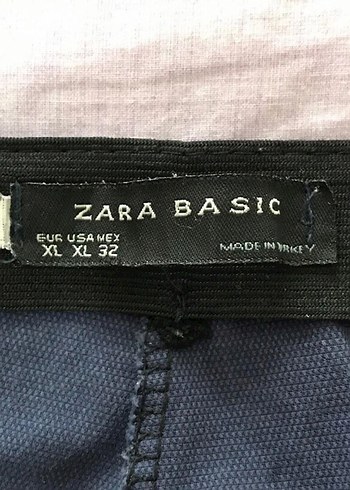 ZARA BASIC
EUR USA MEX
XL XL 32
MADE IN TURKEY